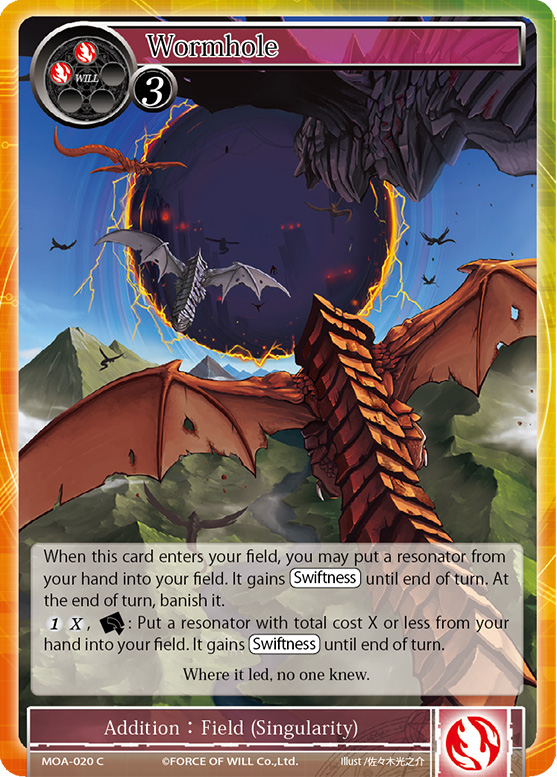 Wormhole
WILL
3
When this card enters your field, you may put a resonator from
your hand into your field. It gains Swiftness until end of turn. At
the end of turn, banish it.
1 X, : Put a resonator with total cost X or less from your
hand into your field. It gains Swiftness until end of turn.
Where it led, no one knew.
Addition : Field (Singularity)
MOA-020 C ©FORCE OF WILL Co.,Ltd. Illust /佐々木光之介